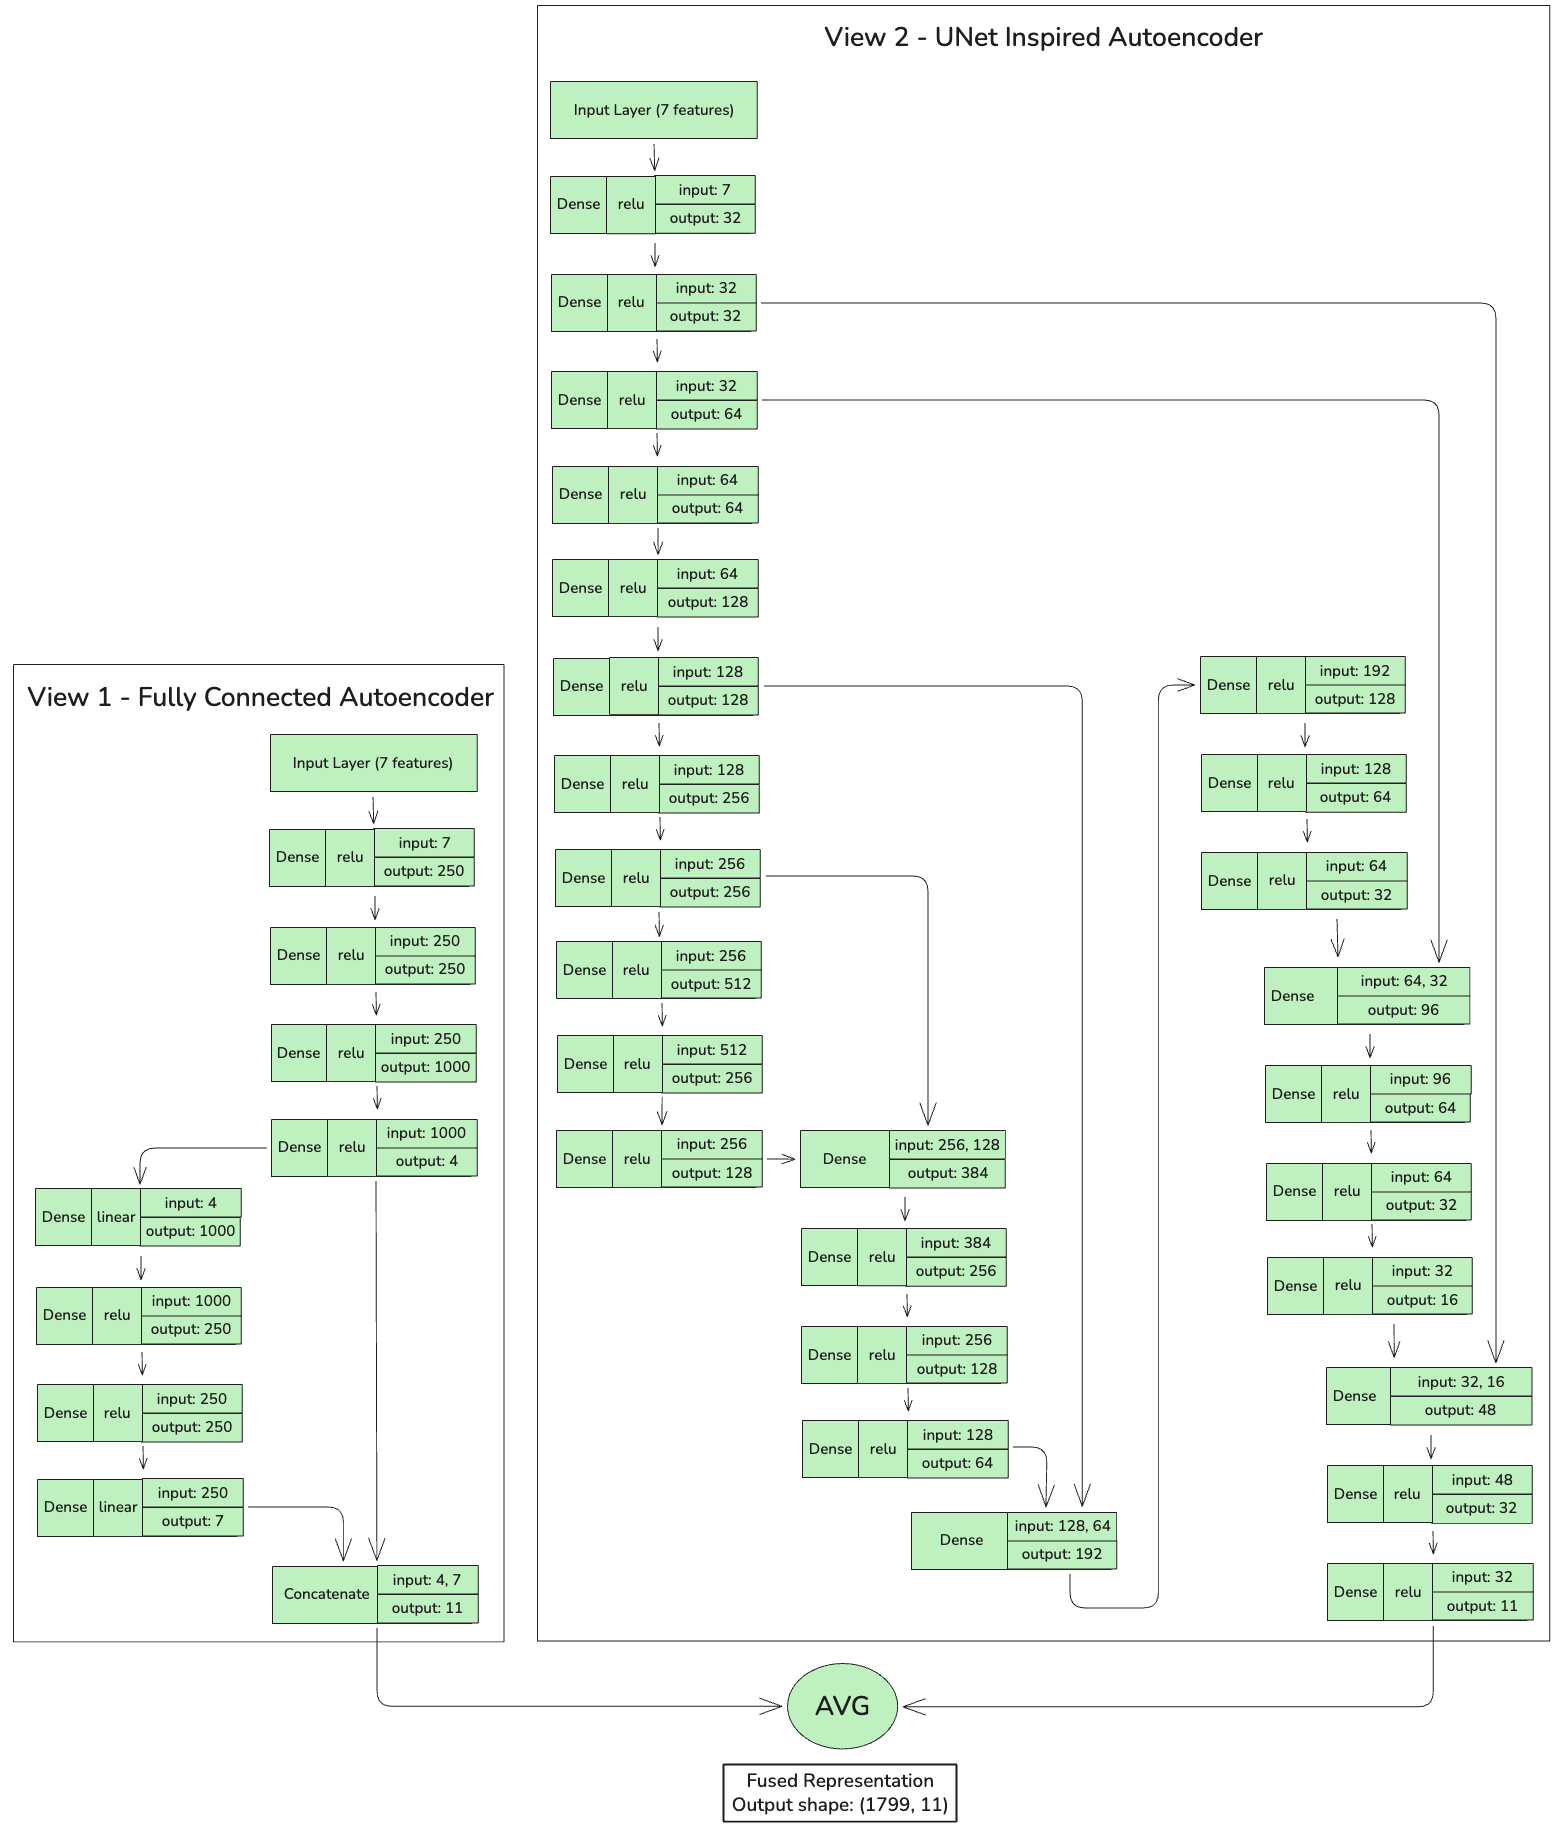 View 2 - UNet Inspired Autoencoder
Input Layer (7 features)
Dense relu input: 7
output: 32
Dense relu input: 32
output: 32
Dense relu input: 32
output: 64
Dense relu input: 64
output: 64
Dense relu input: 64
output: 128
Dense relu input: 128
output: 128
Dense relu input: 128
output: 256
Dense relu input: 256
output: 256
Dense relu input: 256
output: 512
Dense relu input: 512
output: 256
Dense relu input: 256
output: 128
Dense input: 256, 128
output: 384
Dense relu input: 384
output: 256
Dense relu input: 256
output: 128
Dense relu input: 128
output: 64
Dense input: 128, 64
output: 192
Dense relu input: 192
output: 128
Dense relu input: 128
output: 64
Dense relu input: 64
output: 32
Dense input: 64, 32
output: 96
Dense relu input: 96
output: 64
Dense relu input: 64
output: 32
Dense relu input: 32
output: 16
Dense input: 32, 16
output: 48
Dense relu input: 48
output: 32
Dense relu input: 32
output: 11
View 1 - Fully Connected Autoencoder
Input Layer (7 features)
Dense relu input: 7
output: 250
Dense relu input: 250
output: 250
Dense relu input: 250
output: 1000
Dense relu input: 1000
output: 4
Dense linear input: 4
output: 1000
Dense relu input: 1000
output: 250
Dense relu input: 250
output: 250
Dense linear input: 250
output: 7
Concatenate input: 4, 7
output: 11
AVG
Fused Representation
Output shape: (1799, 11)